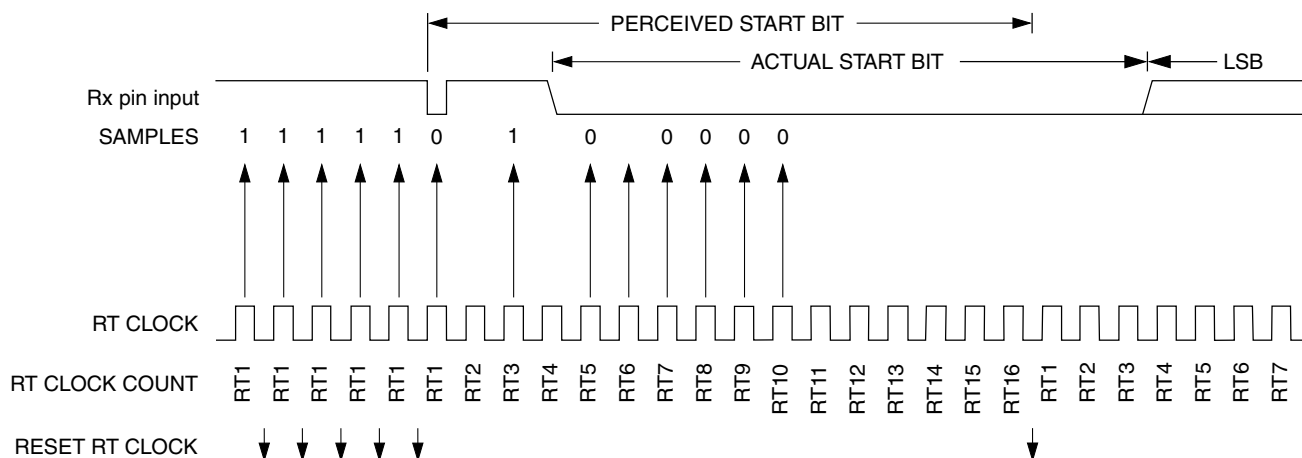 PERCEIVED START BIT
ACTUAL START BIT LSB
Rx pin input
SAMPLES 1 1 1 1 1 0 1 0 0 0 0 0
RT CLOCK
RT CLOCK COUNT RT1 RT1 RT1 RT1 RT1 RT1 RT2 RT3 RT4 RT5 RT6 RT7 RT8 RT9 RT10 RT11 RT12 RT13 RT14 RT15 RT16 RT1 RT2 RT3 RT4 RT5 RT6 RT7
RESET RT CLOCK